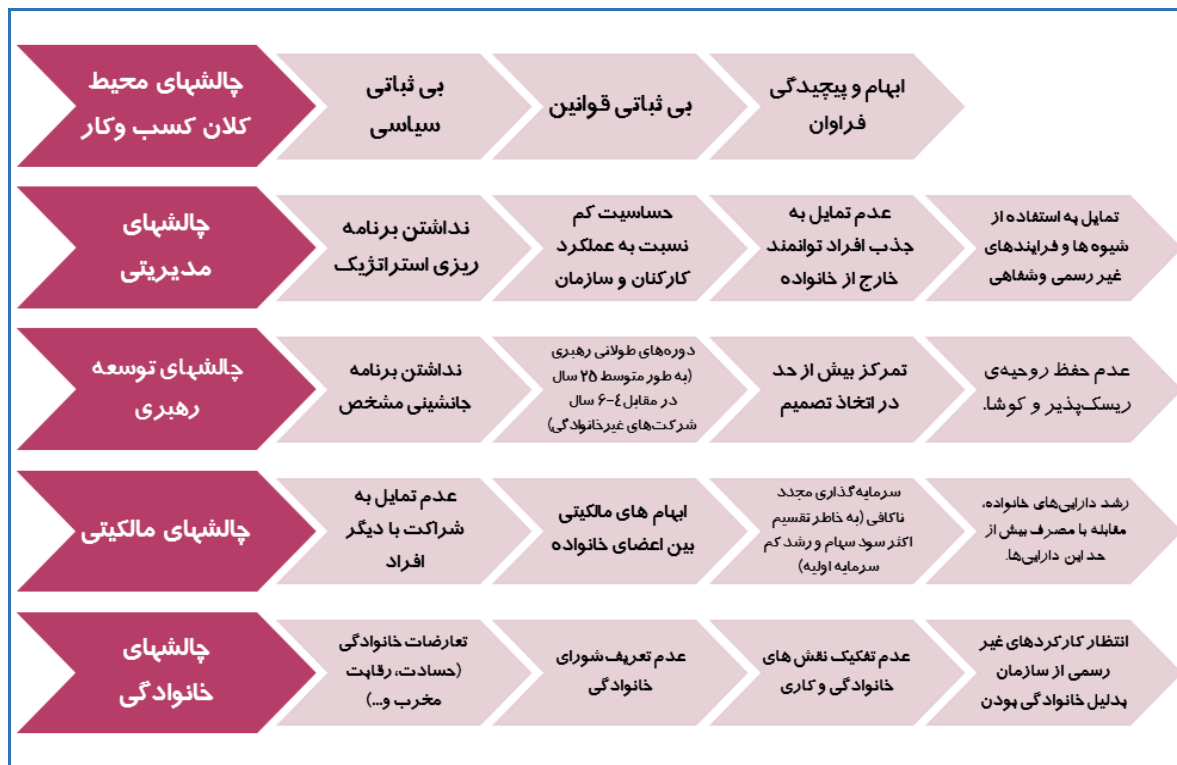 چالشهای محیط
کلان کسب وکار
بی ثباتی
سیاسی
بی ثباتی قوانین
ابهام و پیچیدگی
فراوان
چالشهای
مدیریتی
نداشتن برنامه
ریزی استراتژیک
حساسیت کم
نسبت به عملکرد
کارکنان و سازمان
عدم تمایل به
جذب افراد توانمند
خارج از خانواده
تمایل به استفاده از
شیوه ها و فرایندهای
غیر رسمی وشفاهی
چالشهای توسعه
رهبری
نداشتن برنامه
جانشینی مشخص
دوره‌های طولانی رهبری
(به طور متوسط ۲۵ سال
در مقابل ۴-۶ سال
شرکت‌های غیرخانوادگی)
تمرکز بیش از حد
در اتخاذ تصمیم
عدم حفظ روحیه‌ی
ریسک‌پذیر و کوشا.
چالشهای مالکیتی
عدم تمایل به
شراکت با دیگر
افراد
ابهام های مالکیتی
بین اعضای خانواده
سرمایه گذاری مجدد
ناکافی (به خاطر تقسیم
اکثر سود سهام و رشد کم
سرمایه اولیه)
رشد دارایی‌های خانواده،
مقابله با مصرف بیش از
حد این دارایی‌ها.
چالشهای
خانوادگی
تعارضات خانوادگی
(حسادت، رقابت
مخرب و...)
عدم تعریف شورای
خانوادگی
عدم تفکیک نقش های
خانوادگی و کاری
انتظار کارکردهای غیر
رسمی از سازمان
بدلیل خانوادگی بودن